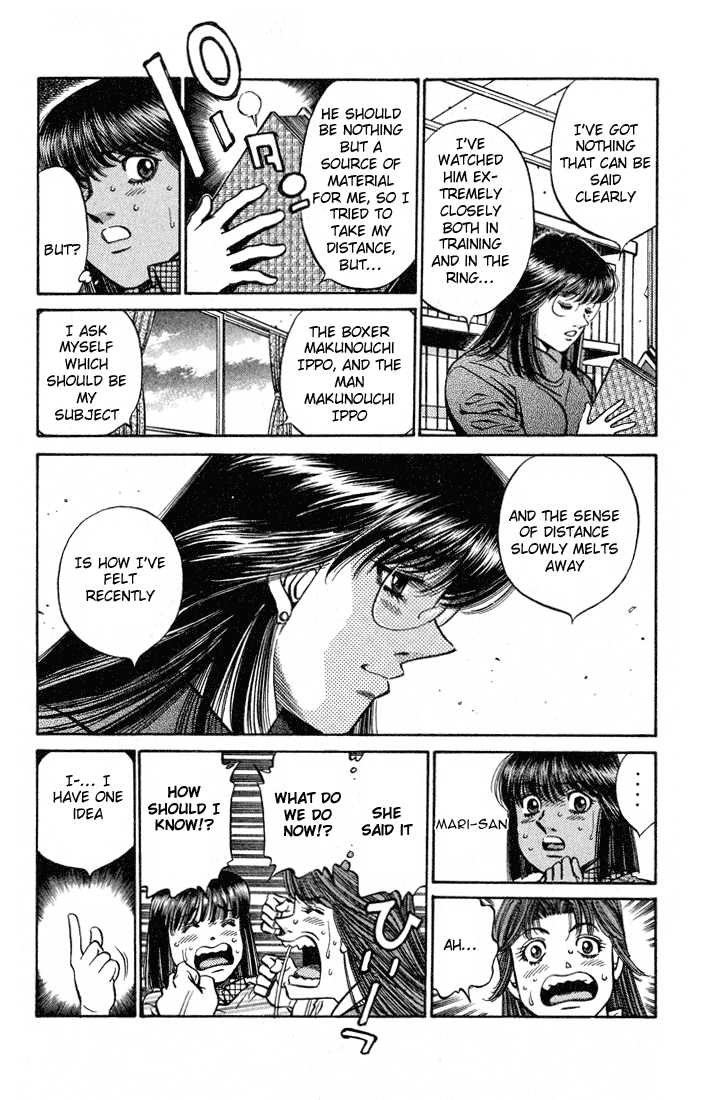 I'VE GOT
NOTHING
THAT CAN BE
SAID
CLEARLY
I'VE
WATCHED
HIM EX-
TREMELY
CLOSELY
BOTH IN
TRAINING
AND IN THE
RING...
HE SHOULD
BE NOTHING
BUT A
SOURCE OF
MATERIAL
FOR ME, SO I
TRIED TO
TAKE MY
DISTANCE,
BUT...
BUT?
THE BOXER
MAKUNOUCHI
IPPO, AND THE
MAN
MAKUNOUCHI
IPPO
I ASK
MYSELF
WHICH
SHOULD BE
MY
SUBJECT
AND THE SENSE
OF DISTANCE
SLOWLY MELTS
AWAY
IS HOW I'VE
FELT
RECENTLY
...
MARI-SAN
AH...
SHE
SAID IT
WHAT DO
WE DO
NOW!?
HOW
SHOULD I
KNOW!?
I-... I
HAVE ONE
IDEA